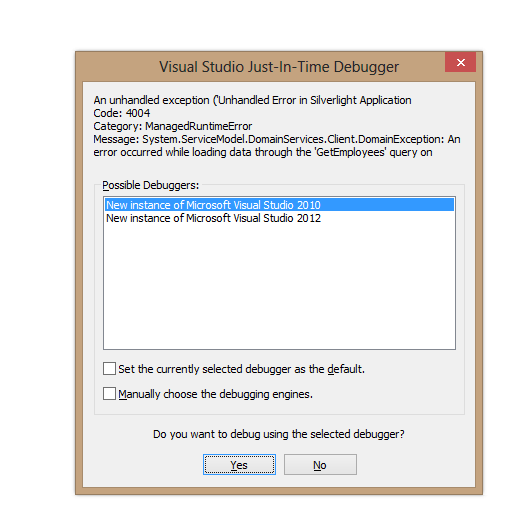 Visual Studio Just-In-Time Debugger
An unhandled exception ('Unhandled Error in Silverlight Application
Code: 4004
Category: ManagedRuntimeError
Message: System.ServiceModel.DomainServices.Client.DomainException: An
error occurred while loading data through the 'GetEmployees' query on
Possible Debuggers:
New instance of Microsoft Visual Studio 2010
New instance of Microsoft Visual Studio 2012
Set the currently selected debugger as the default.
Manually choose the debugging engines.
Do you want to debug using the selected debugger?
Yes
No